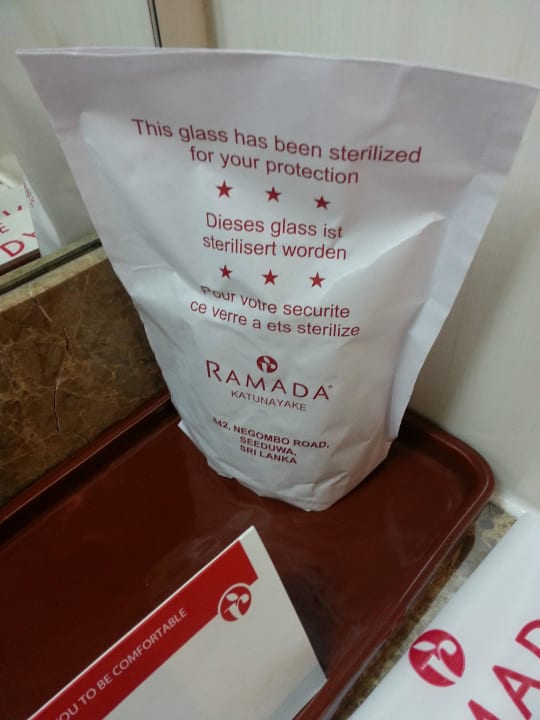 This glass has been sterilized
for your protection
★ ★ ★
Dieses glass ist
sterilisert worden
★ ★ ★
Pour votre securite
ce verre a ets sterilize
RAMADA®
KATUNAYAKE
642, NEGOMBO ROAD,
SEEDUWA,
SRI LANKA
YOU TO BE COMFORTABLE